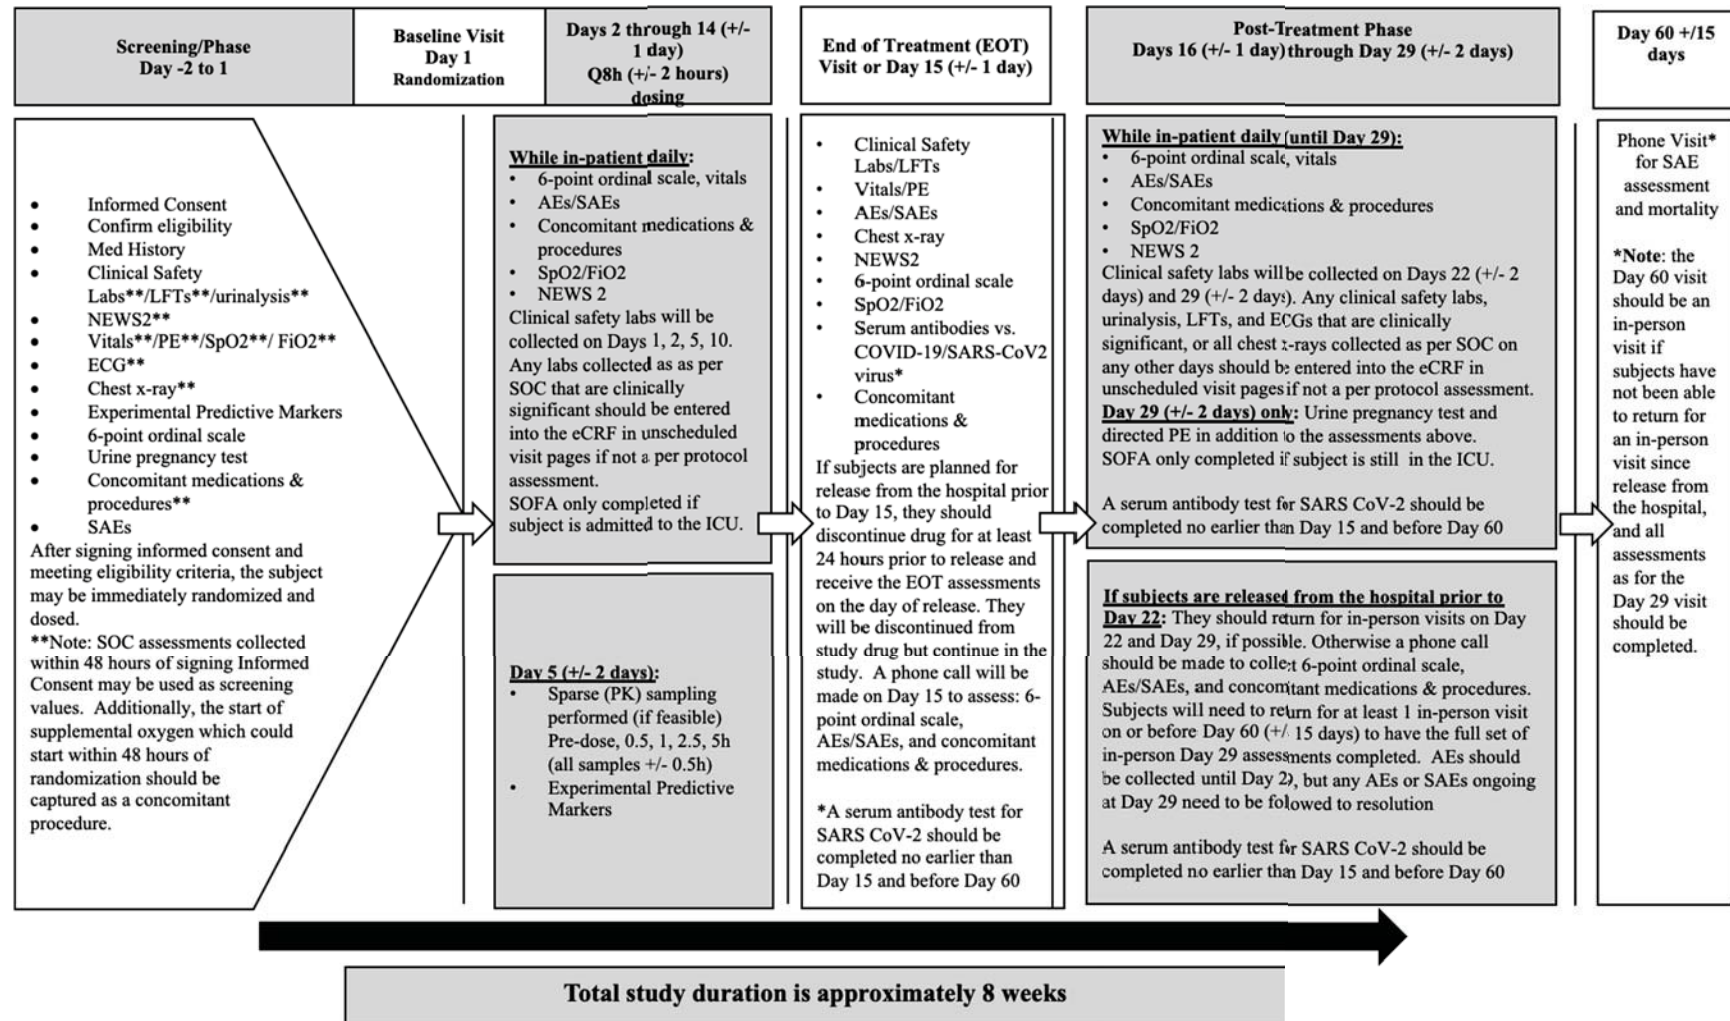 Screening/Phase
Day -2 to 1
Baseline Visit
Day 1
Randomization
Days 2 through 14 (+/-
1 day)
Q8h (+/- 2 hours)
dosing
End of Treatment (EOT)
Visit or Day 15 (+/- 1 day)
Post-Treatment Phase
Days 16 (+/- 1 day) through Day 29 (+/- 2 days)
Day 60 +/15
days
• Informed Consent
• Confirm eligibility
• Med History
• Clinical Safety
Labs**/LFTs**/urinalysis**
• NEWS2**
• Vitals**/PE**/SpO2**/ FiO2**
• ECG**
• Chest x-ray**
• Experimental Predictive Markers
• 6-point ordinal scale
• Urine pregnancy test
• Concomitant medications &
procedures**
• SAEs
After signing informed consent and
meeting eligibility criteria, the subject
may be immediately randomized and
dosed.
**Note: SOC assessments collected
within 48 hours of signing Informed
Consent may be used as screening
values. Additionally, the start of
supplemental oxygen which could
start within 48 hours of
randomization should be
captured as a concomitant
procedure.
While in-patient daily:
• 6-point ordinal scale, vitals
• AEs/SAEs
• Concomitant medications &
procedures
• SpO2/FiO2
• NEWS 2
Clinical safety labs will be
collected on Days 1, 2, 5, 10.
Any labs collected as as per
SOC that are clinically
significant should be entered
into the eCRF in unscheduled
visit pages if not a per protocol
assessment.
SOFA only completed if
subject is admitted to the ICU.
Day 5 (+/- 2 days):
• Sparse (PK) sampling
performed (if feasible)
Pre-dose, 0.5, 1, 2.5, 5h
(all samples +/- 0.5h)
• Experimental Predictive
Markers
• Clinical Safety
Labs/LFTs
• Vitals/PE
• AEs/SAEs
• Chest x-ray
• NEWS2
• 6-point ordinal scale
• SpO2/FiO2
• Serum antibodies vs.
COVID-19/SARS-CoV2
virus*
• Concomitant
medications &
procedures
If subjects are planned for
release from the hospital prior
to Day 15, they should
discontinue drug for at least
24 hours prior to release and
receive the EOT assessments
on the day of release. They
will be discontinued from
study drug but continue in the
study. A phone call will be
made on Day 15 to assess: 6-
point ordinal scale,
AEs/SAEs, and concomitant
medications & procedures.
*A serum antibody test for
SARS CoV-2 should be
completed no earlier than
Day 15 and before Day 60
While in-patient daily (until Day 29):
• 6-point ordinal scale, vitals
• AEs/SAEs
• Concomitant medications & procedures
• SpO2/FiO2
• NEWS 2
Clinical safety labs will be collected on Days 22 (+/- 2
days) and 29 (+/- 2 days). Any clinical safety labs,
urinalysis, LFTs, and ECGs that are clinically
significant, or all chest x-rays collected as per SOC on
any other days should be entered into the eCRF in
unscheduled visit pages if not a per protocol assessment.
Day 29 (+/- 2 days) only: Urine pregnancy test and
directed PE in addition to the assessments above.
SOFA only completed if subject is still in the ICU.
A serum antibody test for SARS CoV-2 should be
completed no earlier than Day 15 and before Day 60
If subjects are released from the hospital prior to
Day 22: They should return for in-person visits on Day
22 and Day 29, if possible. Otherwise a phone call
should be made to collet 6-point ordinal scale,
AEs/SAEs, and concomitant medications & procedures.
Subjects will need to return for at least 1 in-person visit
on or before Day 60 (+/ 15 days) to have the full set of
in-person Day 29 assessments completed. AEs should
be collected until Day 29, but any AEs or SAEs ongoing
at Day 29 need to be followed to resolution
A serum antibody test for SARS CoV-2 should be
completed no earlier than Day 15 and before Day 60
Phone Visit*
for SAE
assessment
and mortality
*Note: the
Day 60 visit
should be an
in-person
visit if
subjects have
not been able
to return for
an in-person
visit since
release from
the hospital,
and all
assessments
as for the
Day 29 visit
should be
completed.
Total study duration is approximately 8 weeks